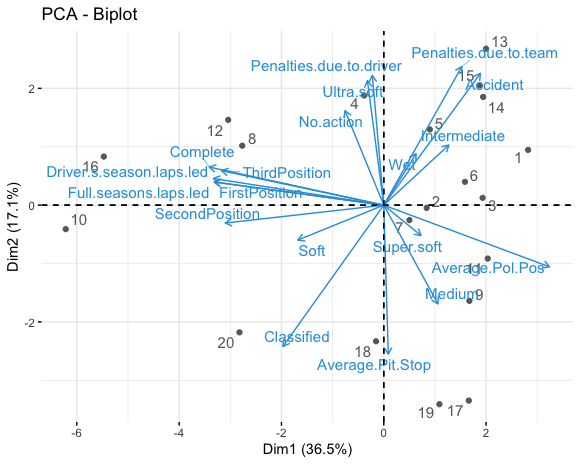 PCA - Biplot
13
Penalties.due.to.team
Penalties.due.to.driver
15
Accident
Ultra.soft
4
14
No.action
12
5
Intermediate
8
Complete
1
16
Wet
Driver.s.season.laps.led
ThirdPosition
6
Full.seasons.laps.led
FirstPosition
2
3
SecondPosition
10
7
Soft
Super.soft
Average.Pol.Pos
11
Medium
9
20
Classified
18
Average.Pit.Stop
19
17
2
0
-2
-6
-4
-2
0
2
Dim1 (36.5%)
Dim2 (17.1%)